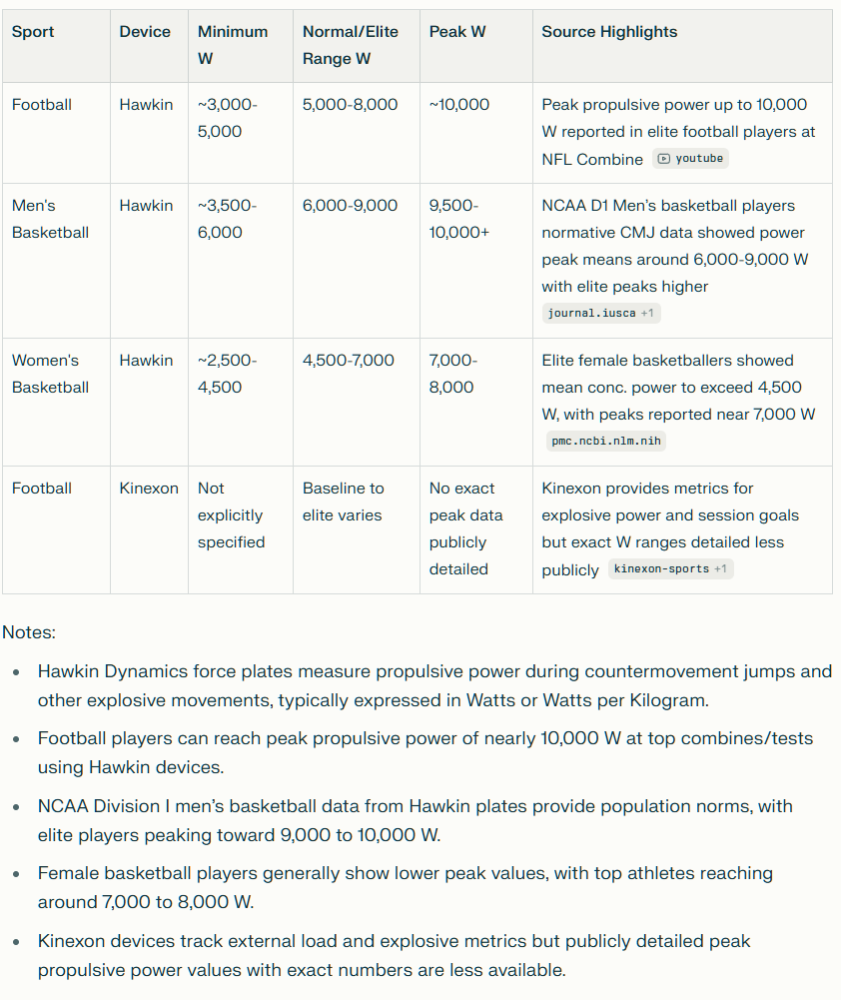 Sport Device Minimum W Normal/Elite Range W Peak W Source Highlights
Football Hawkin ~3,000-5,000 5,000-8,000 ~10,000 Peak propulsive power up to 10,000 W reported in elite football players at NFL Combine youtube
Men's Basketball Hawkin ~3,500-6,000 6,000-9,000 9,500-10,000+ NCAA D1 Men's basketball players normative CMJ data showed power peak means around 6,000-9,000 W with elite peaks higher journal.iusca +1
Women's Basketball Hawkin ~2,500-4,500 4,500-7,000 7,000-8,000 Elite female basketballers showed mean conc. power to exceed 4,500 W, with peaks reported near 7,000 W pmc.ncbi.nlm.nih
Football Kinexon Not explicitly specified Baseline to elite varies No exact peak data publicly detailed Kinexon provides metrics for explosive power and session goals but exact W ranges detailed less publicly kinexon-sports +1
Notes:
• Hawkin Dynamics force plates measure propulsive power during countermovement jumps and
other explosive movements, typically expressed in Watts or Watts per Kilogram.
• Football players can reach peak propulsive power of nearly 10,000 W at top combines/tests
using Hawkin devices.
• NCAA Division I men's basketball data from Hawkin plates provide population norms, with
elite players peaking toward 9,000 to 10,000 W.
• Female basketball players generally show lower peak values, with top athletes reaching
around 7,000 to 8,000 W.
• Kinexon devices track external load and explosive metrics but publicly detailed peak
propulsive power values with exact numbers are less available.